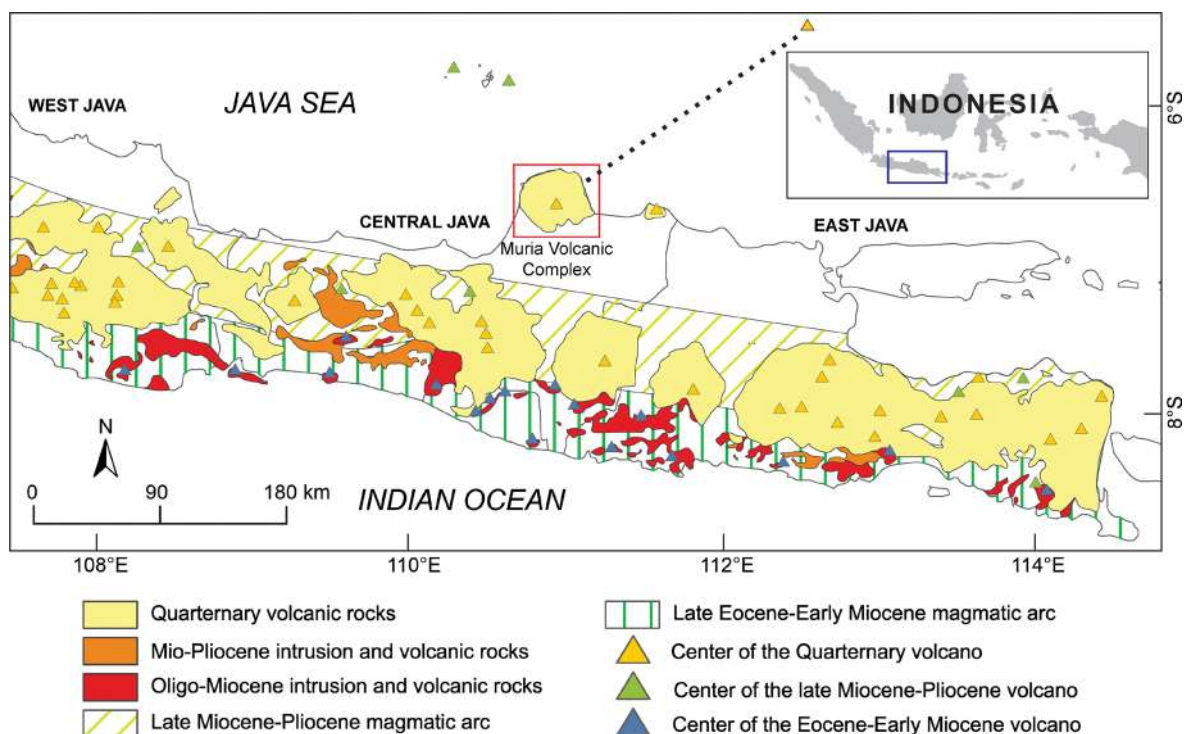 INDONESIA
6°S
WEST JAVA
JAVA SEA
CENTRAL JAVA
EAST JAVA
Muria Volcanic
Complex
8°S
N
0 90 180 km
INDIAN OCEAN
108°E 110°E 112°E 114°E
Quarternary volcanic rocks
Mio-Pliocene intrusion and volcanic rocks
Oligo-Miocene intrusion and volcanic rocks
Late Miocene-Pliocene magmatic arc
Late Eocene-Early Miocene magmatic arc
Center of the Quarternary volcano
Center of the late Miocene-Pliocene volcano
Center of the Eocene-Early Miocene volcano